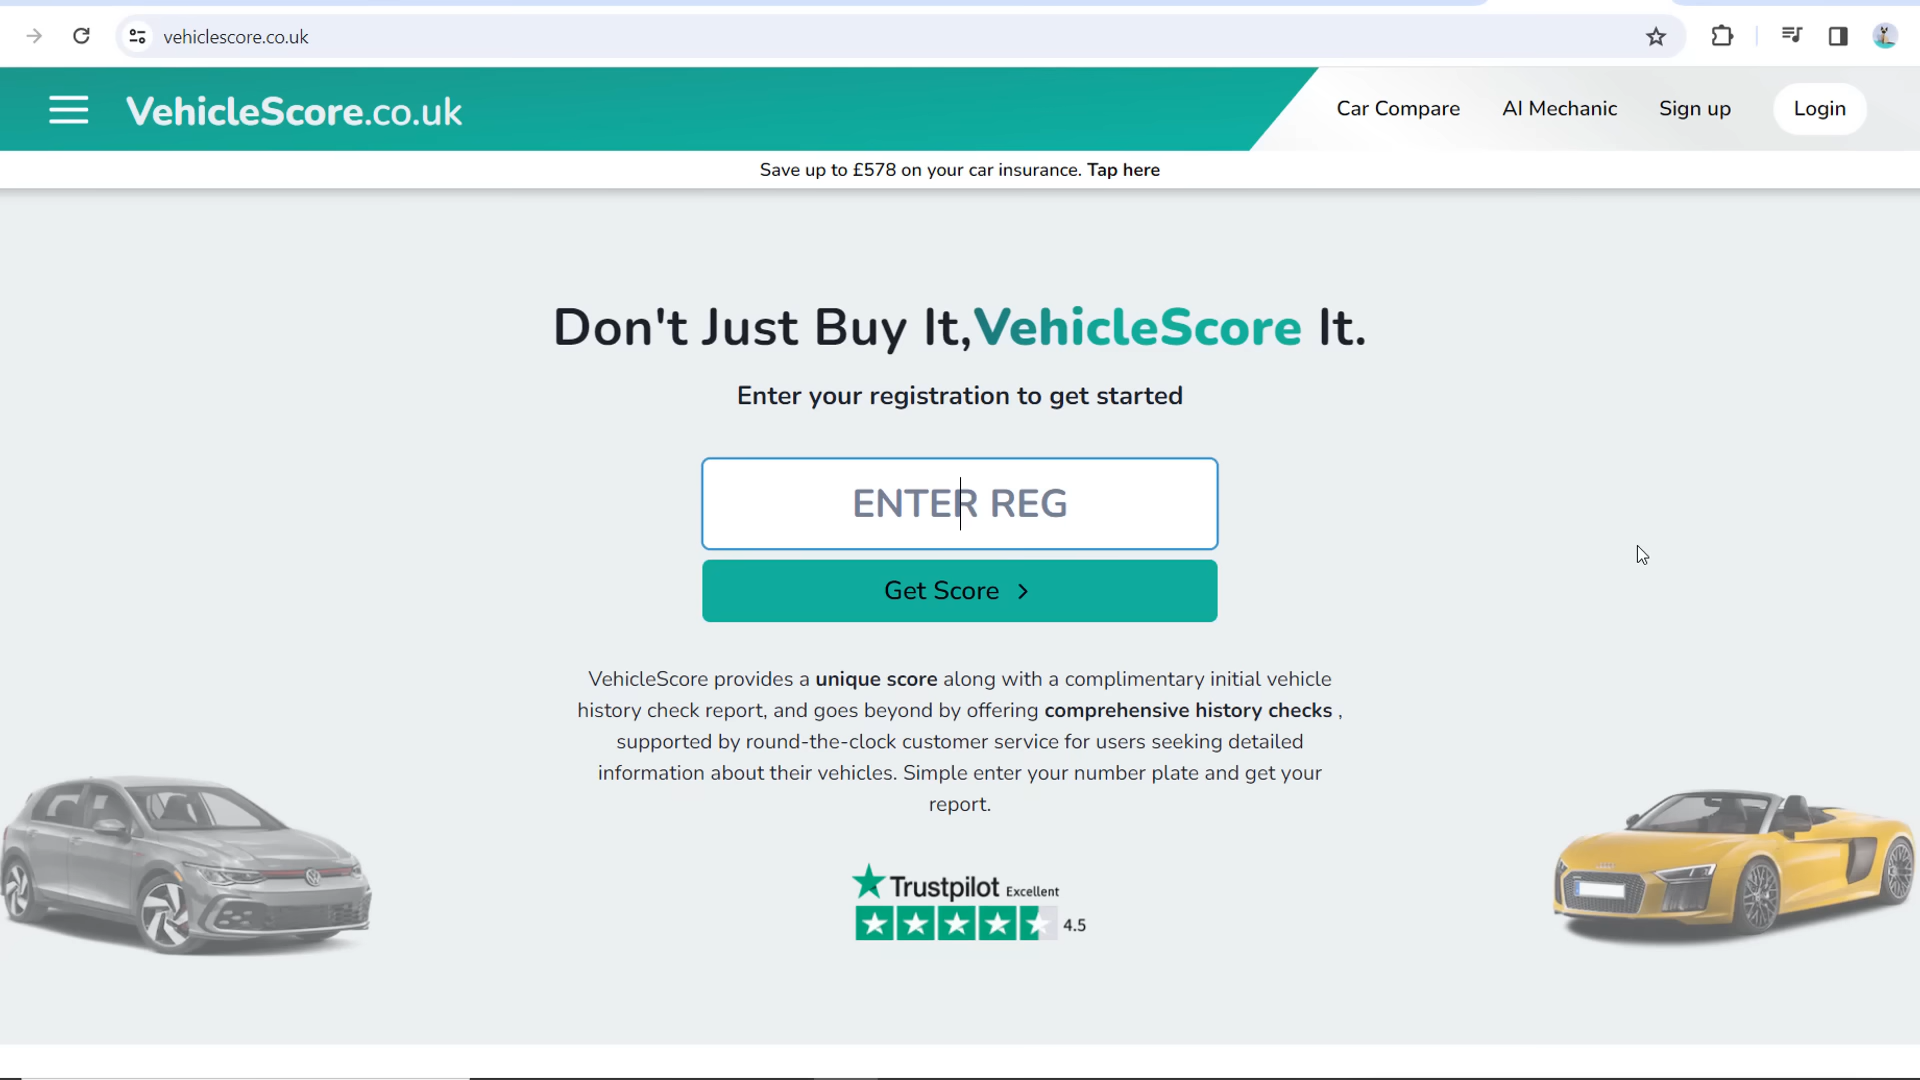 vehiclescore.co.uk
VehicleScore.co.uk
Car Compare
AI Mechanic
Sign up
Login
Save up to £578 on your car insurance. Tap here
Don't Just Buy It,VehicleScore It.
Enter your registration to get started
ENTER REG
Get Score
VehicleScore provides a unique score along with a complimentary initial vehicle
history check report, and goes beyond by offering comprehensive history checks ,
supported by round-the-clock customer service for users seeking detailed
information about their vehicles. Simple enter your number plate and get your
report.
Trustpilot Excellent
4.5